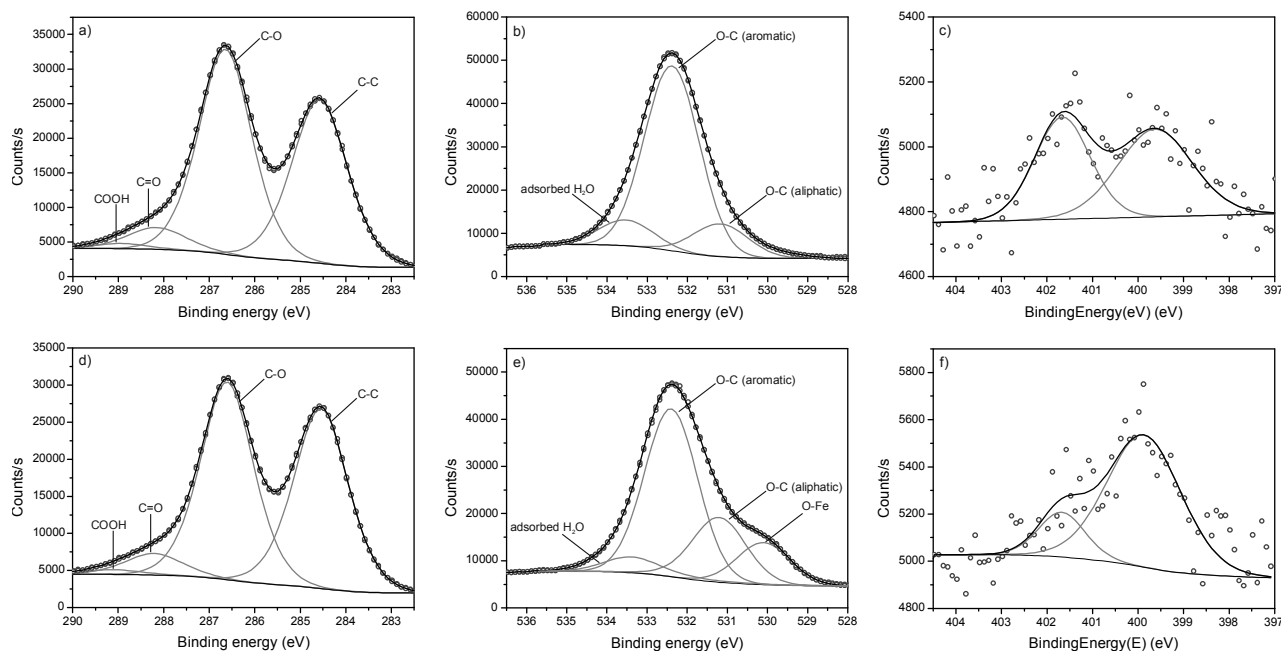 a)
C-O
C-C
C=O
COOH
35000
30000
25000
20000
15000
10000
5000
0
Counts/s
290 289 288 287 286 285 284 283
Binding energy (eV)
b)
O-C (aromatic)
adsorbed H₂O
O-C (aliphatic)
60000
50000
40000
30000
20000
10000
0
Counts/s
536 535 534 533 532 531 530 529 528
Binding energy (eV)
c)
5400
5200
5000
4800
4600
Counts/s
404 403 402 401 400 399 398 397
BindingEnergy(eV) (eV)
d)
C-O
C-C
C=O
COOH
35000
30000
25000
20000
15000
10000
5000
0
Counts/s
290 289 288 287 286 285 284 283
Binding energy (eV)
e)
O-C (aromatic)
O-C (aliphatic)
O-Fe
adsorbed H₂O
50000
40000
30000
20000
10000
0
Counts/s
536 535 534 533 532 531 530 529 528
Binding energy (eV)
f)
5800
5600
5400
5200
5000
4800
Counts/s
404 403 402 401 400 399 398 397
BindingEnergy(E) (eV)